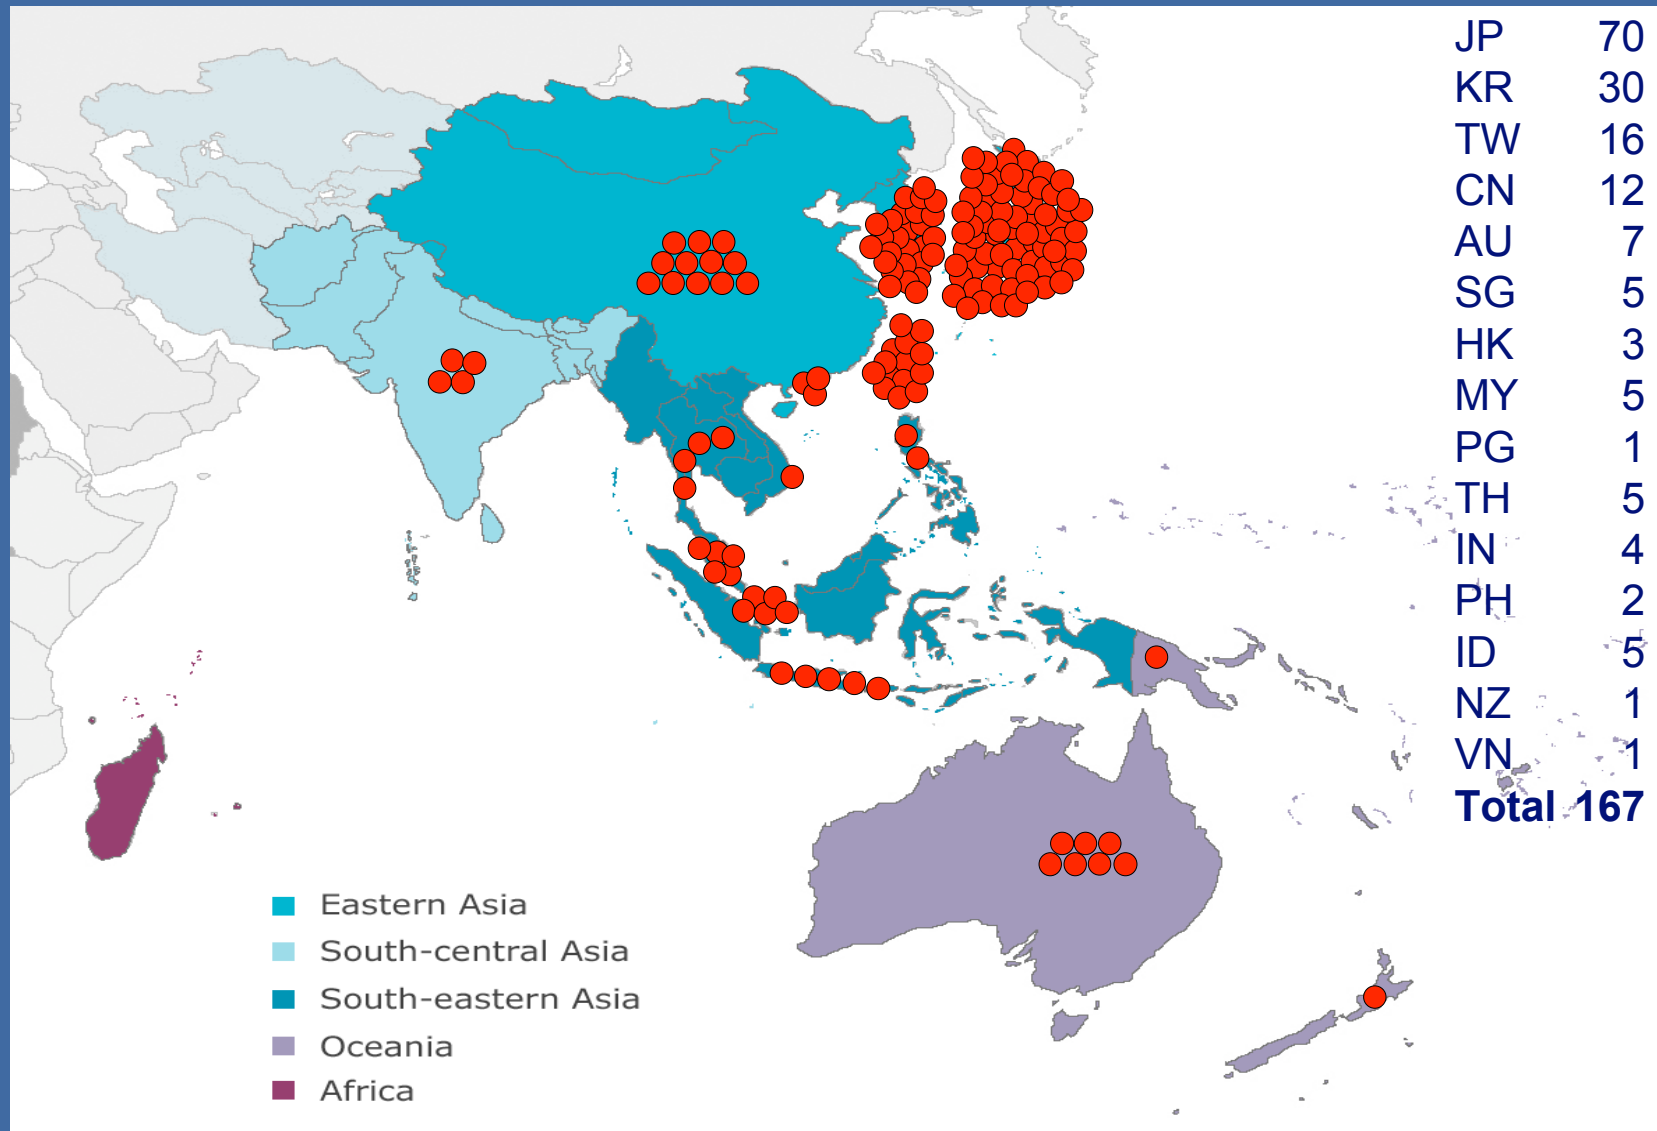 JP 70
KR 30
TW 16
CN 12
AU 7
SG 5
HK 3
MY 5
PG 1
TH 5
IN 4
PH 2
ID 5
NZ 1
VN 1
Total 167
Eastern Asia
South-central Asia
South-eastern Asia
Oceania
Africa